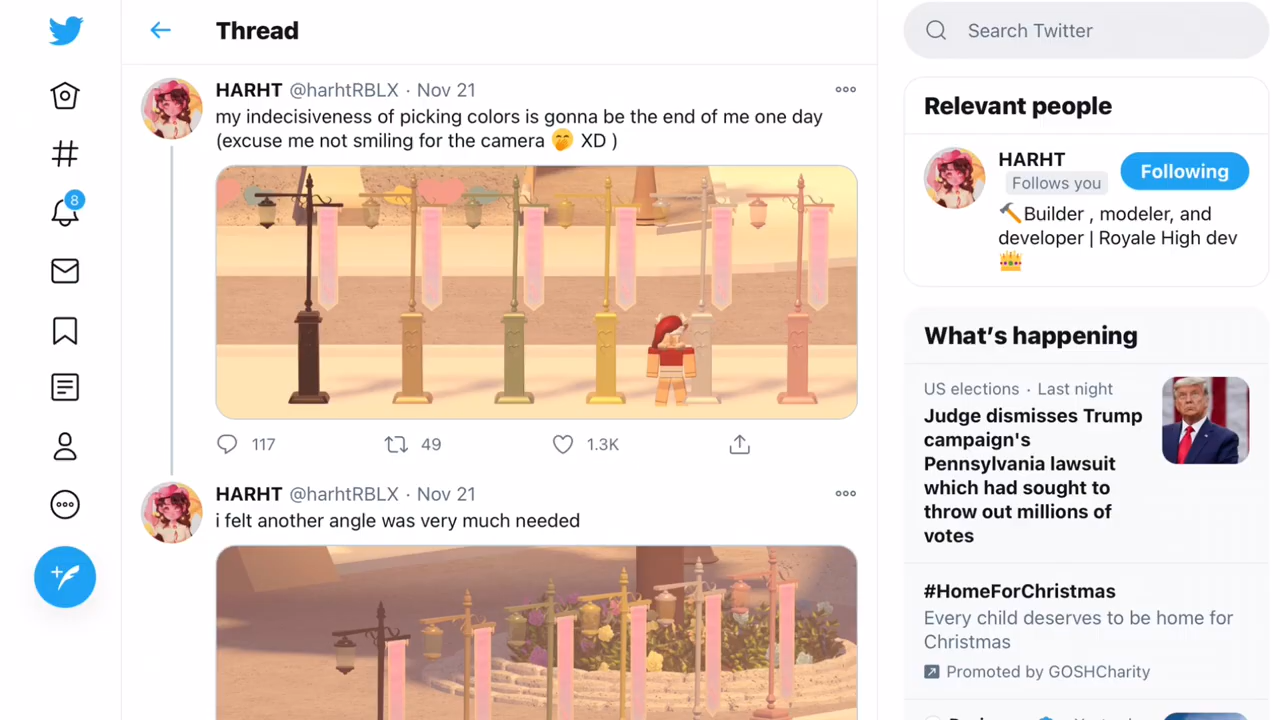 Thread
HARHT @harhtRBLX · Nov 21
my indecisiveness of picking colors is gonna be the end of me one day
(excuse me not smiling for the camera 🤭 XD )
117
49
1.3K
HARHT @harhtRBLX · Nov 21
i felt another angle was very much needed
8
Search Twitter
Relevant people
HARHT
Follows you
Following
🔨Builder , modeler, and
developer | Royale High dev
👑
What's happening
US elections · Last night
Judge dismisses Trump
campaign's
Pennsylvania lawsuit
which had sought to
throw out millions of
votes
#HomeForChristmas
Every child deserves to be home for
Christmas
Promoted by GOSHCharity